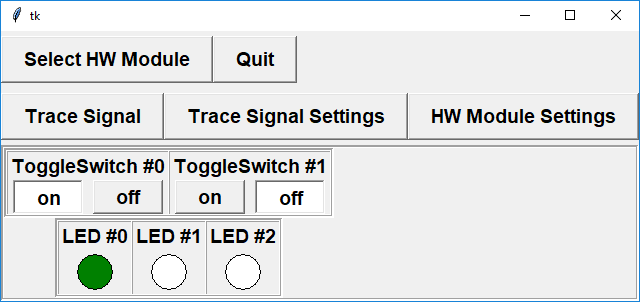 tk
Select HW Module Quit
Trace Signal Trace Signal Settings HW Module Settings
ToggleSwitch #0 ToggleSwitch #1
on off on off
LED #0 LED #1 LED #2